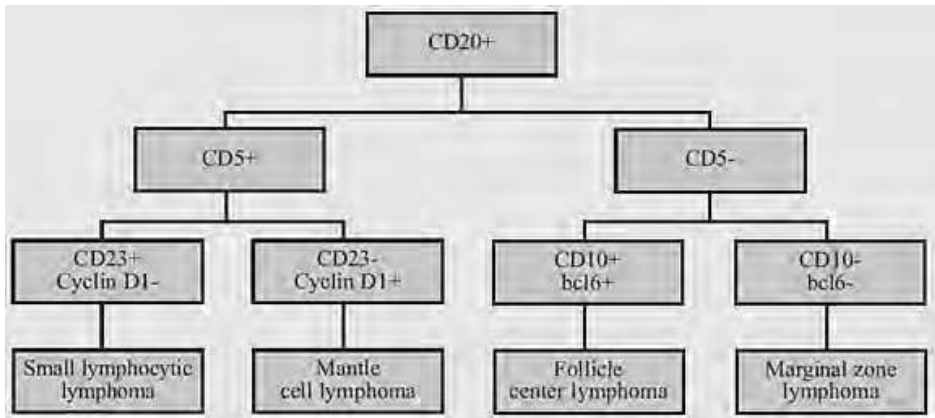 CD20+
CD5+
CD5-
CD23+
Cyclin D1-
CD23-
Cyclin D1+
CD10+
bcl6+
CD10-
bcl6-
Small lymphocytic
lymphoma
Mantle
cell lymphoma
Follicle
center lymphoma
Marginal zone
lymphoma